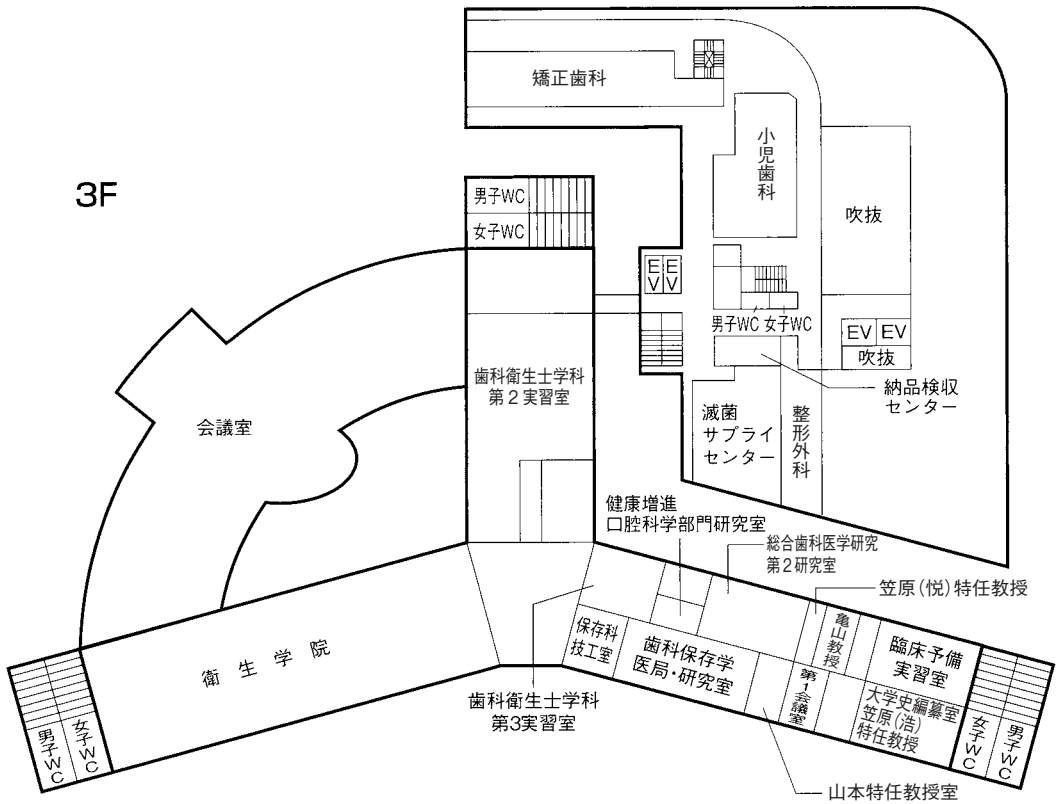 3F
矯正歯科
小児歯科
吹抜
男子WC
女子WC
EV
EV
男子WC 女子WC
EV EV
吹抜
納品検収
センター
歯科衛生士学科
第2実習室
会議室
滅菌
サプライ
センター
整形外科
健康増進
口腔科学部門研究室
総合歯科医学研究
第2研究室
笠原(悦)特任教授
亀山教授
臨床予備
実習室
保存科
技工室
歯科保存学
医局・研究室
第1会議室
大学史編纂室
笠原(浩)
特任教授
衛生学院
歯科衛生士学科
第3実習室
山本特任教授室
男子WC
女子WC
女子WC
男子WC